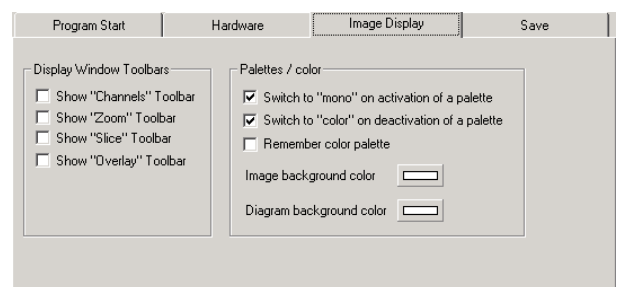 Program Start
Hardware
Image Display
Save
Display Window Toolbars
Show "Channels" Toolbar
Show "Zoom" Toolbar
Show "Slice" Toolbar
Show "Overlay" Toolbar
Palettes / color
Switch to "mono" on activation of a palette
Switch to "color" on deactivation of a palette
Remember color palette
Image background color
Diagram background color